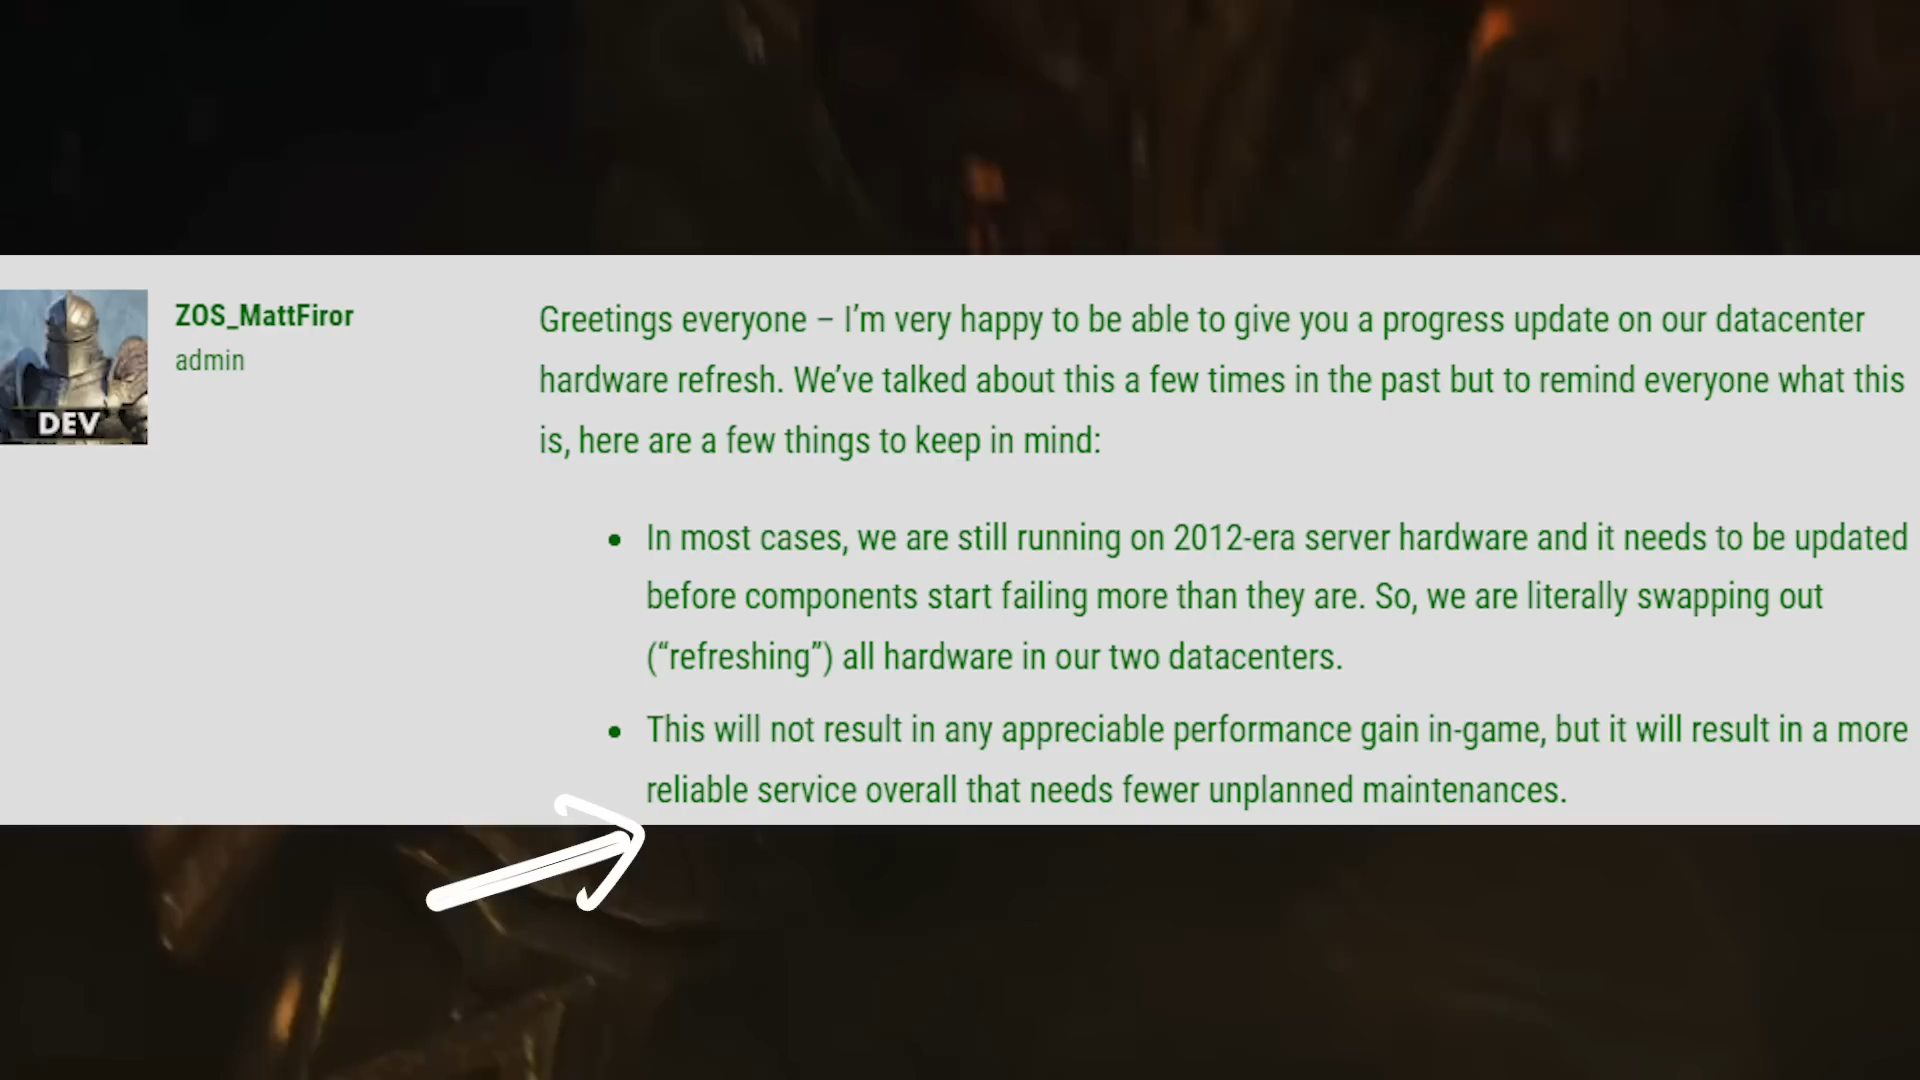 ZOS_MattFiror
admin
DEV
Greetings everyone – I’m very happy to be able to give you a progress update on our datacenter
hardware refresh. We’ve talked about this a few times in the past but to remind everyone what this
is, here are a few things to keep in mind:
• In most cases, we are still running on 2012-era server hardware and it needs to be updated
before components start failing more than they are. So, we are literally swapping out
(“refreshing”) all hardware in our two datacenters.
• This will not result in any appreciable performance gain in-game, but it will result in a more
reliable service overall that needs fewer unplanned maintenances.